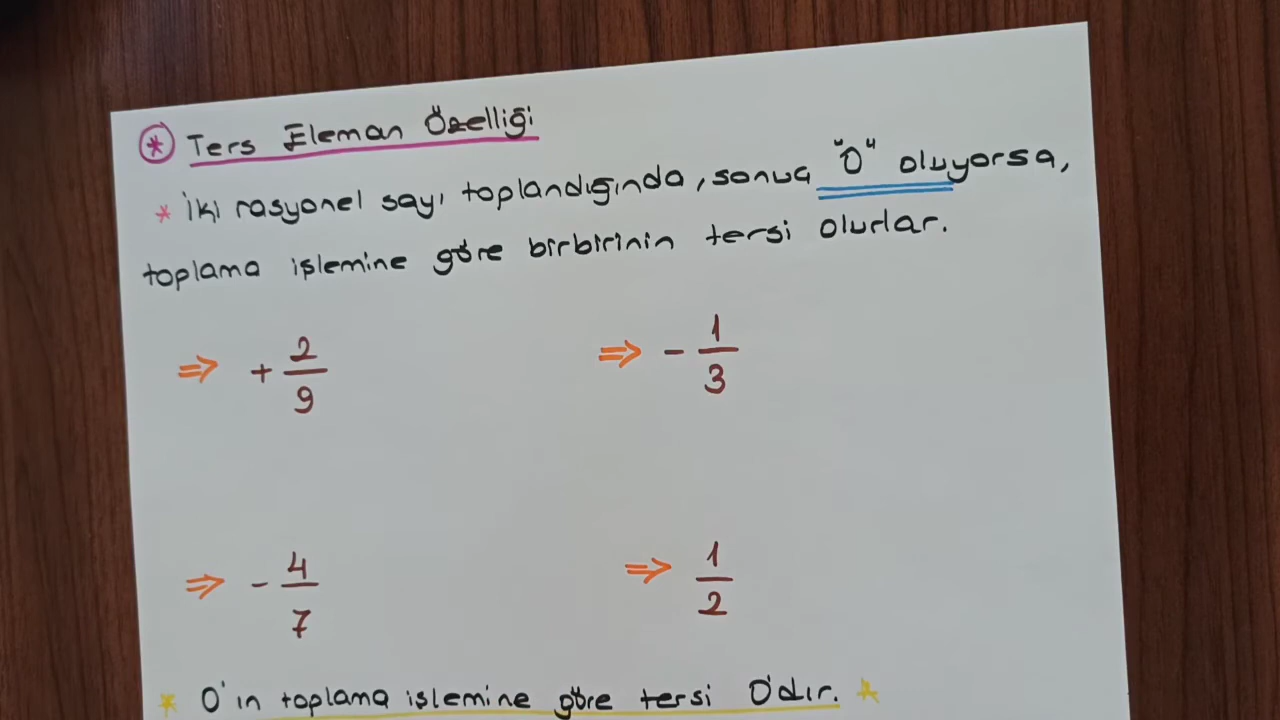 * Ters Eleman Özelliği
* İki rasyonel sayı toplandığında, sonuç "0" oluyorsa,
toplama işlemine göre birbirinin tersi olurlar.
⇒ + 2/9 ⇒ - 1/3
⇒ - 4/7 ⇒ 1/2
* 0'ın toplama işlemine göre tersi 0'dır. *